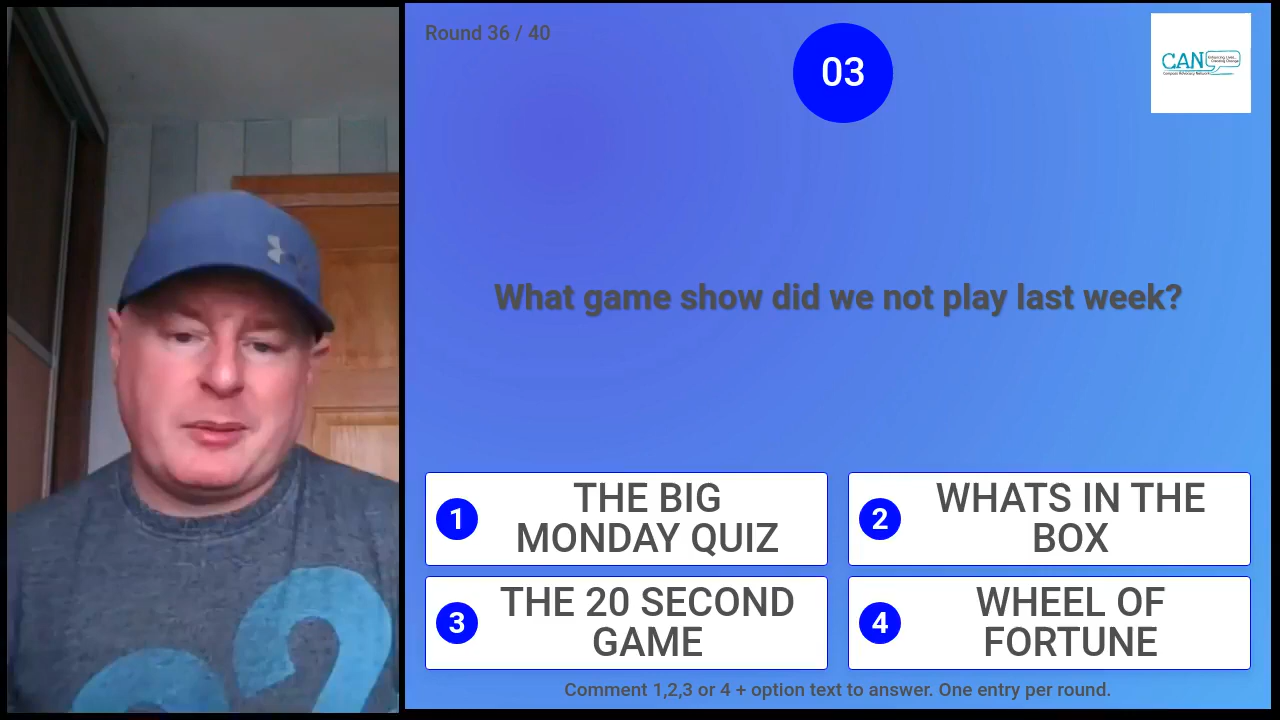 Round 36 / 40
03
CAN
What game show did we not play last week?
1 THE BIG
MONDAY QUIZ
2 WHATS IN THE
BOX
3 THE 20 SECOND
GAME
4 WHEEL OF
FORTUNE
Comment 1,2,3 or 4 + option text to answer. One entry per round.